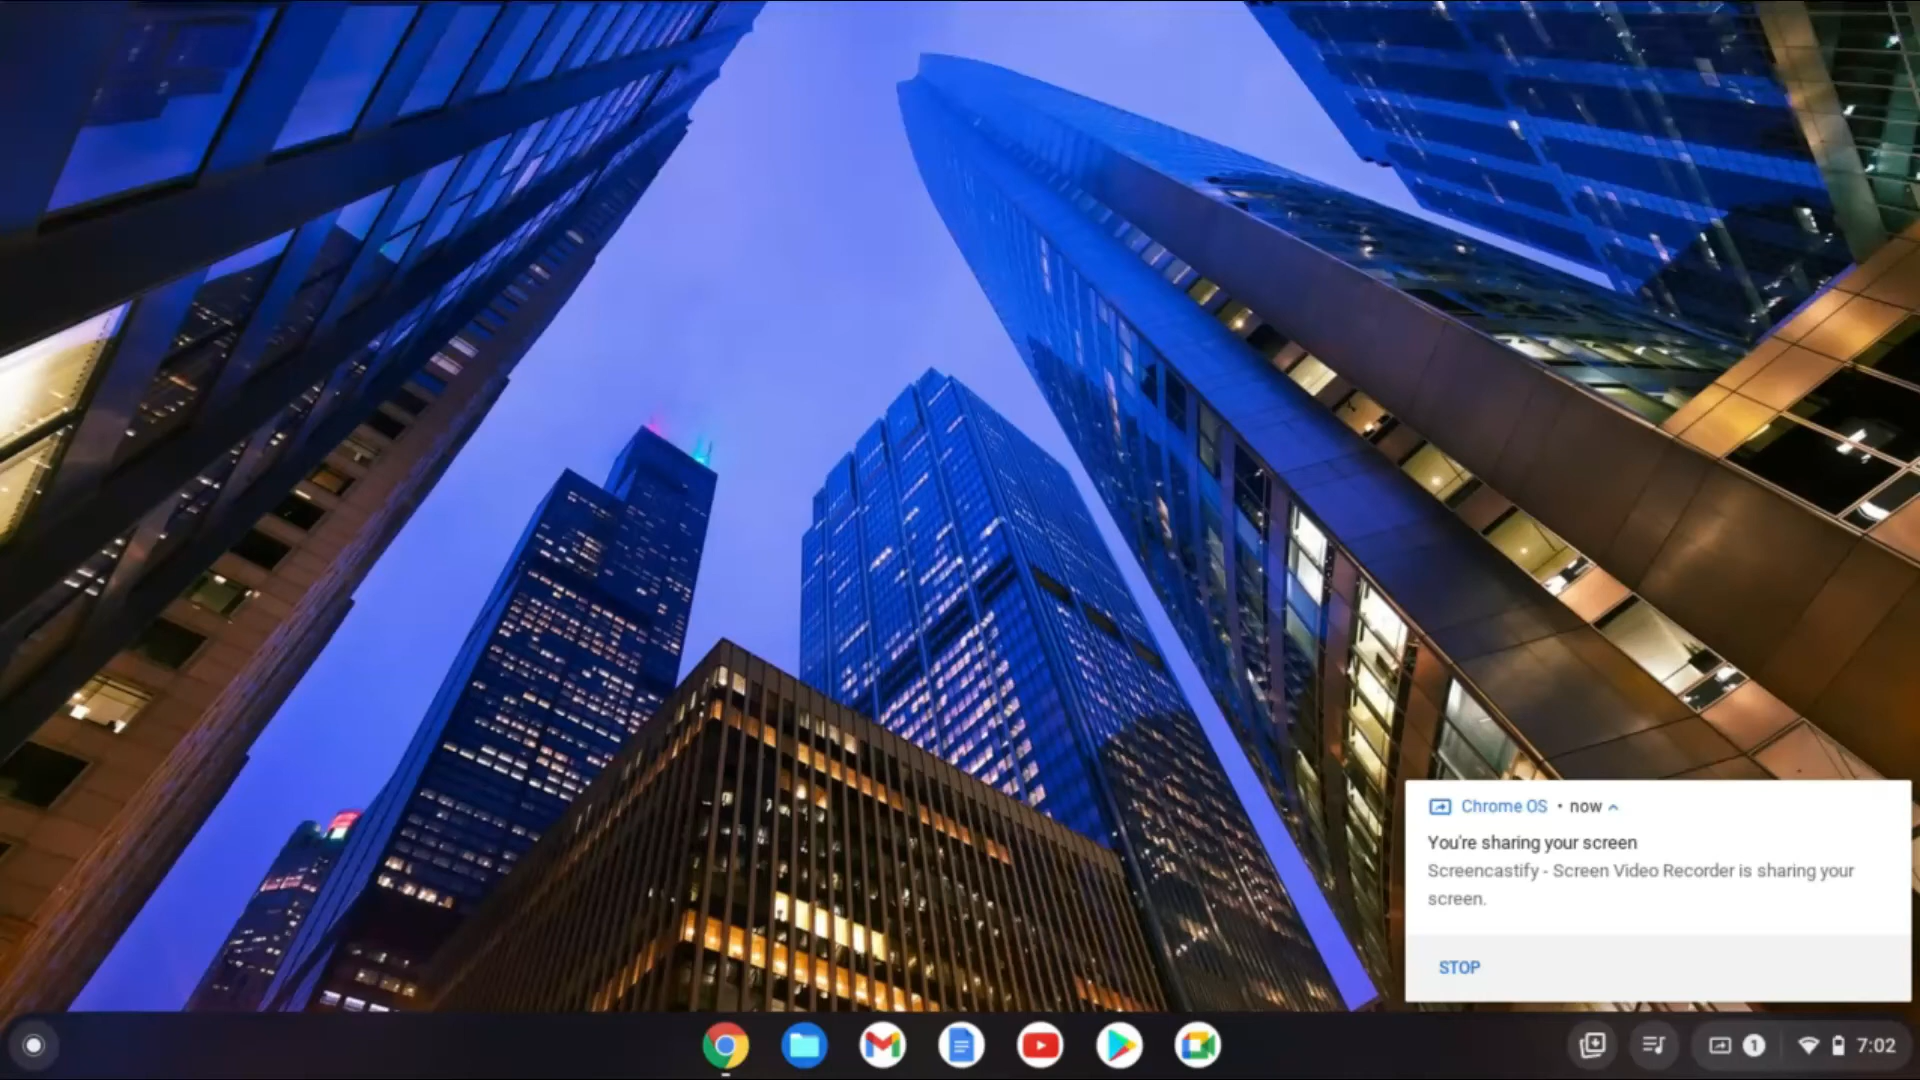 Chrome OS • now
You're sharing your screen
Screencastify - Screen Video Recorder is sharing your
screen.
STOP
1
7:02